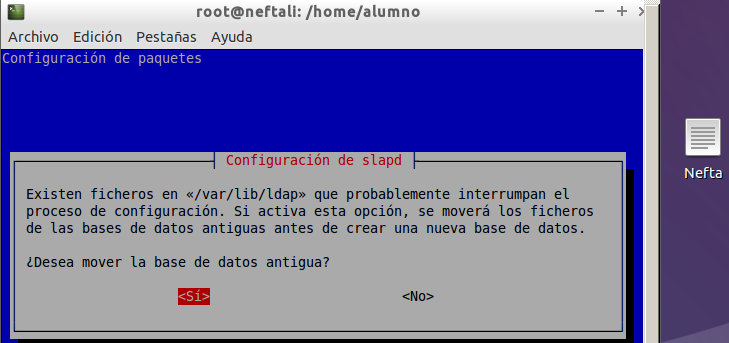 root@neftali: /home/alumno
Archivo Edición Pestañas Ayuda
Configuración de paquetes
Configuración de slapd
Existen ficheros en «/var/lib/ldap» que probablemente interrumpan el
proceso de configuración. Si activa esta opción, se moverá los ficheros
de las bases de datos antiguas antes de crear una nueva base de datos.
¿Desea mover la base de datos antigua?
<Sí> <No>
Nefta